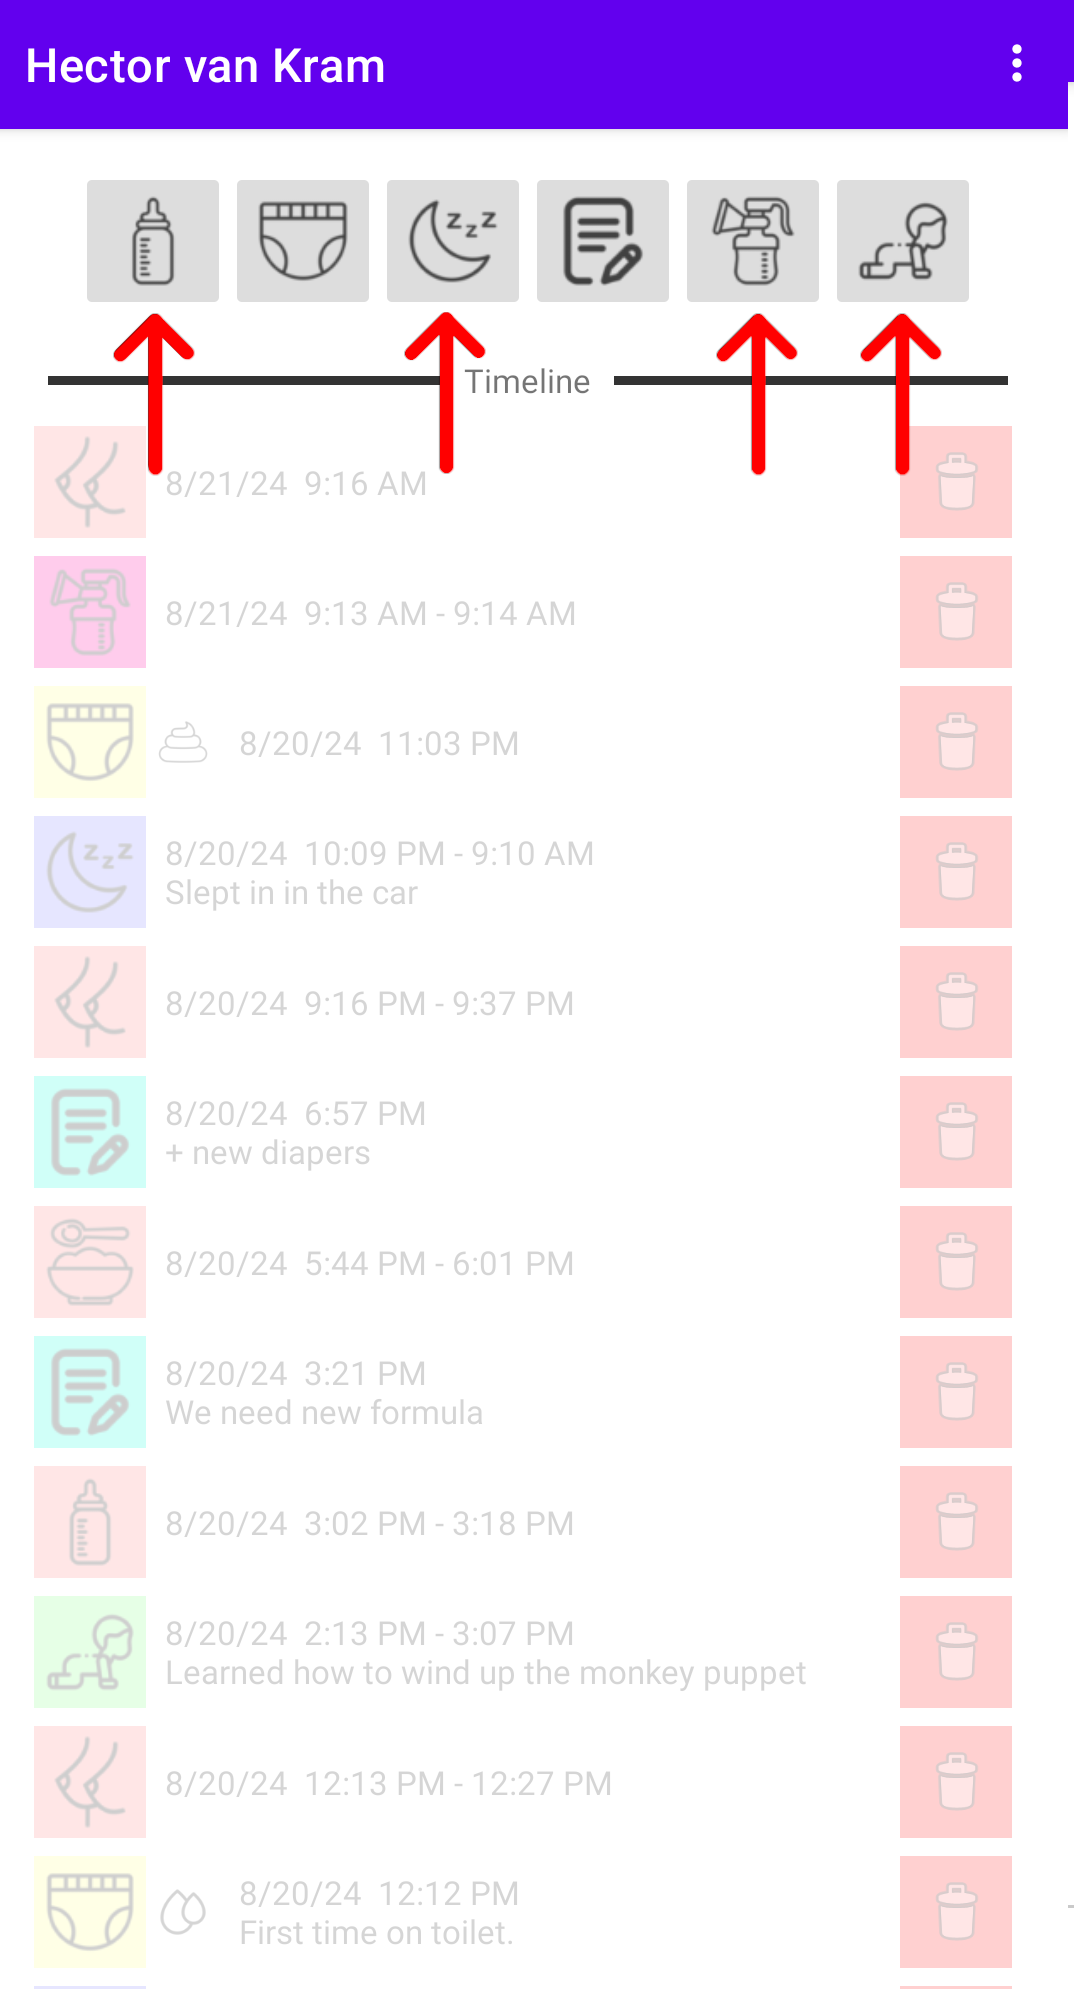 Hector van Kram
z z z
Timeline
8/21/24 9:16 AM
8/21/24 9:13 AM - 9:14 AM
8/20/24 11:03 PM
z z z
8/20/24 10:09 PM - 9:10 AM
Slept in in the car
8/20/24 9:16 PM - 9:37 PM
8/20/24 6:57 PM
+ new diapers
8/20/24 5:44 PM - 6:01 PM
8/20/24 3:21 PM
We need new formula
8/20/24 3:02 PM - 3:18 PM
8/20/24 2:13 PM - 3:07 PM
Learned how to wind up the monkey puppet
8/20/24 12:13 PM - 12:27 PM
8/20/24 12:12 PM
First time on toilet.